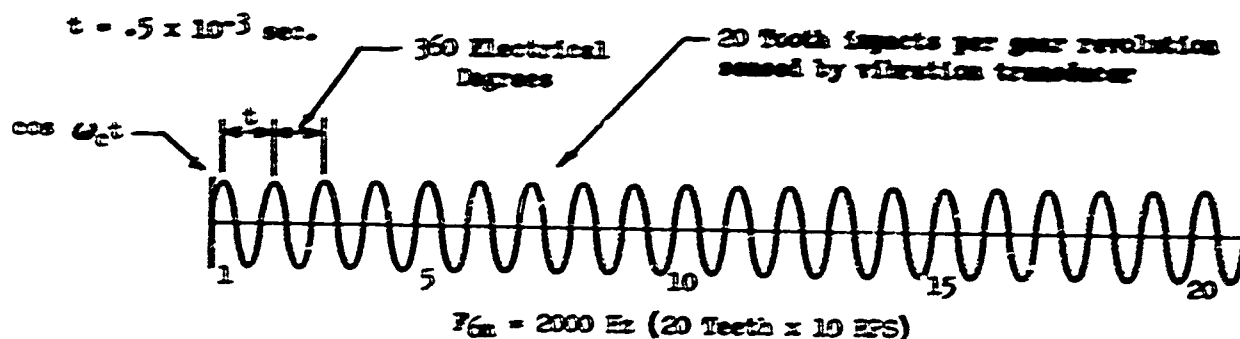 t = .5 x 10-3 sec.
360 Electrical
Degrees
20 Tooth impacts per gear revolution
sensed by vibration transducer
t
cos ωct
1 5 10 15 20
FGm = 2000 Hz (20 Teeth x 10 RPS)